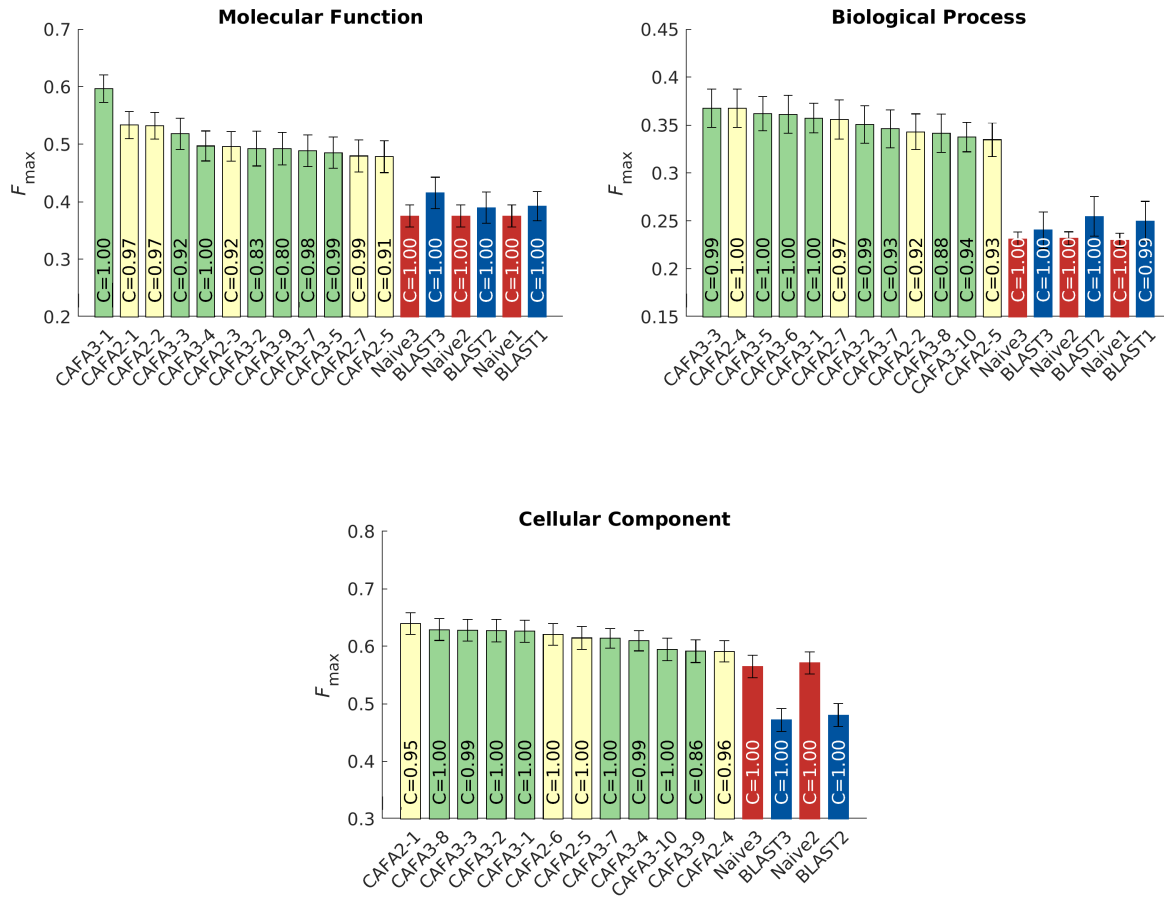 Molecular Function
0.7
0.6
0.5
0.4
0.3
0.2
Fmax
C=1.00
C=0.97
C=0.97
C=0.92
C=1.00
C=0.92
C=0.83
C=0.80
C=0.98
C=0.99
C=0.99
C=0.91
C=1.00
C=1.00
C=1.00
C=1.00
C=1.00
C=1.00
CAFA3-1
CAFA2-1
CAFA2-2
CAFA3-3
CAFA3-4
CAFA2-3
CAFA3-2
CAFA3-9
CAFA3-7
CAFA3-5
CAFA2-7
CAFA2-5
Naive3
BLAST3
Naive2
BLAST2
Naive1
BLAST1
Biological Process
0.45
0.4
0.35
0.3
0.25
0.2
0.15
Fmax
C=0.99
C=1.00
C=1.00
C=1.00
C=1.00
C=0.97
C=0.99
C=0.93
C=0.92
C=0.88
C=0.94
C=0.93
C=1.00
C=1.00
C=1.00
C=1.00
C=1.00
C=0.99
CAFA3-3
CAFA2-4
CAFA3-5
CAFA3-6
CAFA3-1
CAFA2-7
CAFA3-2
CAFA3-7
CAFA2-2
CAFA3-8
CAFA3-10
CAFA2-5
Naive3
BLAST3
Naive2
BLAST2
Naive1
BLAST1
Cellular Component
0.8
0.7
0.6
0.5
0.4
0.3
Fmax
C=0.95
C=1.00
C=0.99
C=1.00
C=1.00
C=1.00
C=1.00
C=1.00
C=0.99
C=1.00
C=0.86
C=0.96
C=1.00
C=1.00
C=1.00
C=1.00
CAFA2-1
CAFA3-8
CAFA3-3
CAFA3-2
CAFA3-1
CAFA2-6
CAFA2-5
CAFA3-7
CAFA3-4
CAFA3-10
CAFA3-9
CAFA2-4
Naive3
BLAST3
Naive2
BLAST2